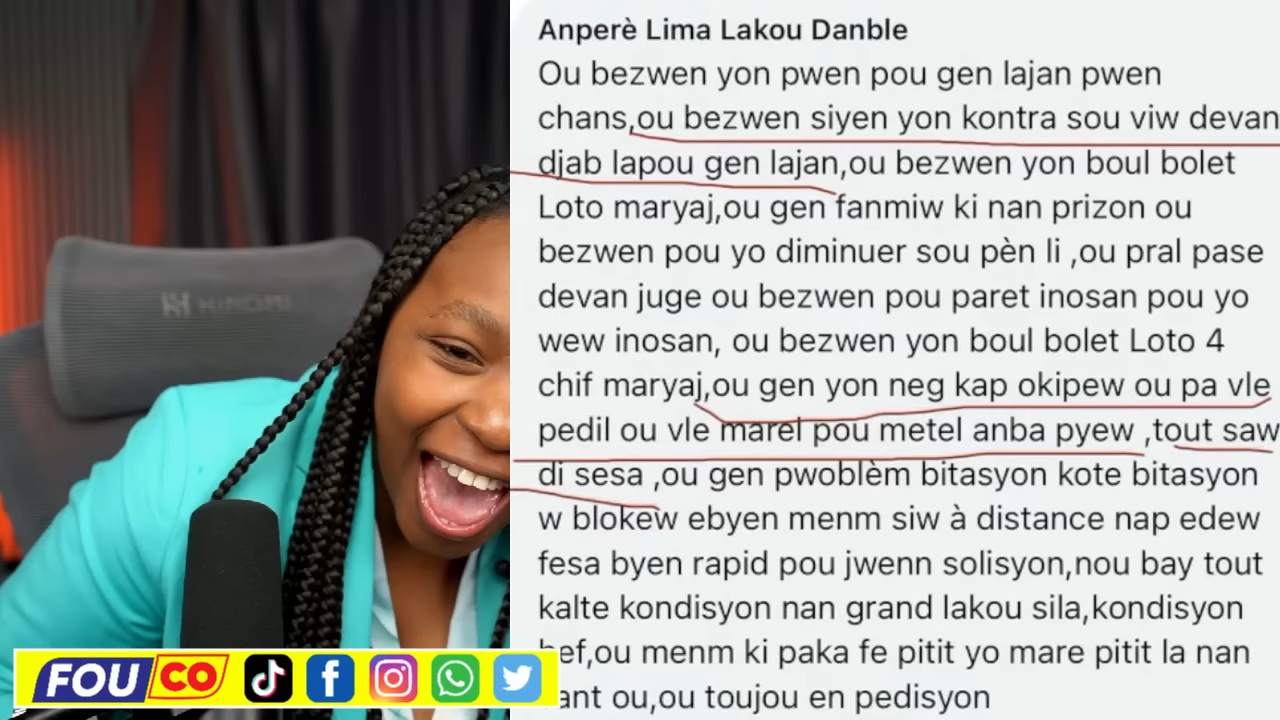 Anperè Lima Lakou Danble
Ou bezwen yon pwen pou gen lajan pwen
chans,ou bezwen siyen yon kontra sou viw devan
djab lapou gen lajan,ou bezwen yon boul bolet
Loto maryaj,ou gen fanmiw ki nan prizon ou
bezwen pou yo diminuer sou pèn li ,ou pral pase
devan juge ou bezwen pou paret inosan pou yo
wew inosan, ou bezwen yon boul bolet Loto 4
chif maryaj,ou gen yon neg kap okipew ou pa vle
pedil ou vle marel pou metel anba pyew ,tout saw
di sesa ,ou gen pwoblèm bitasyon kote bitasyon
w blokew ebyen menm siw à distance nap edew
fesa byen rapid pou jwenn solisyon,nou bay tout
kalte kondisyon nan grand lakou sila,kondisyon
ou menm ki paka fe pitit yo mare pitit la nan
ou,ou toujou en pedisyon
HINOMI
FOUCO